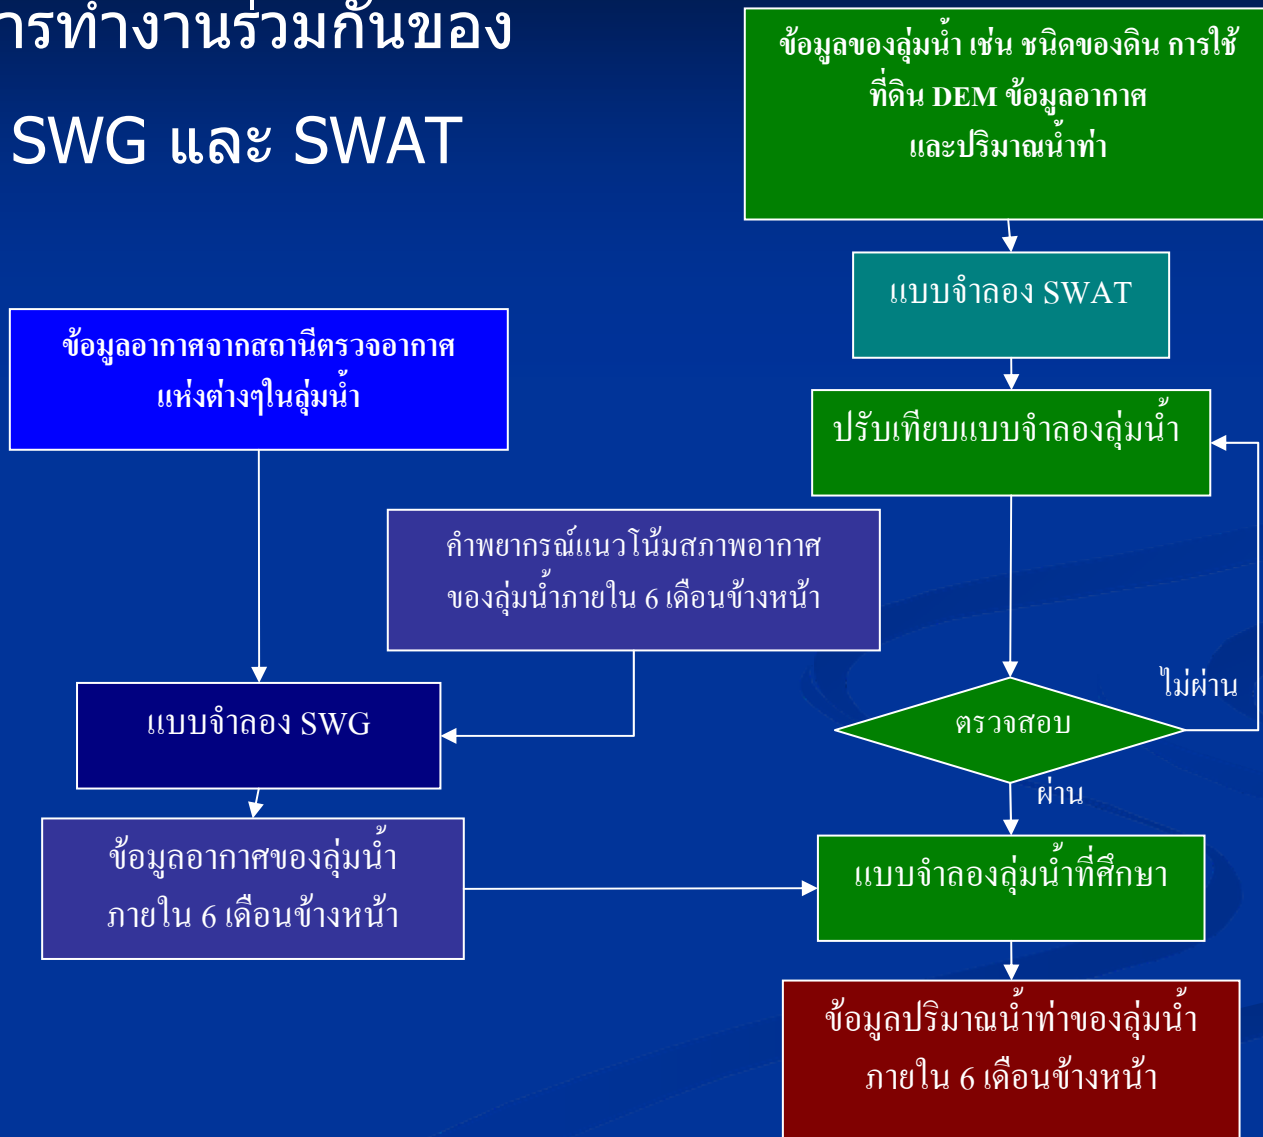 ารทำงานร่วมกันของ
SWG และ SWAT
ข้อมูลของลุ่มน้ำ เช่น ชนิดของดิน การใช้
ที่ดิน DEM ข้อมูลอากาศ
และปริมาณน้ำท่า
แบบจำลอง SWAT
ข้อมูลอากาศจากสถานีตรวจอากาศ
แห่งต่างๆในลุ่มน้ำ
ปรับเทียบแบบจำลองลุ่มน้ำ
คำพยากรณ์แนวโน้มสภาพอากาศ
ของลุ่มน้ำภายใน 6 เดือนข้างหน้า
ไม่ผ่าน
แบบจำลอง SWG
ตรวจสอบ
ผ่าน
ข้อมูลอากาศของลุ่มน้ำ
ภายใน 6 เดือนข้างหน้า
แบบจำลองลุ่มน้ำที่ศึกษา
ข้อมูลปริมาณน้ำท่าของลุ่มน้ำ
ภายใน 6 เดือนข้างหน้า